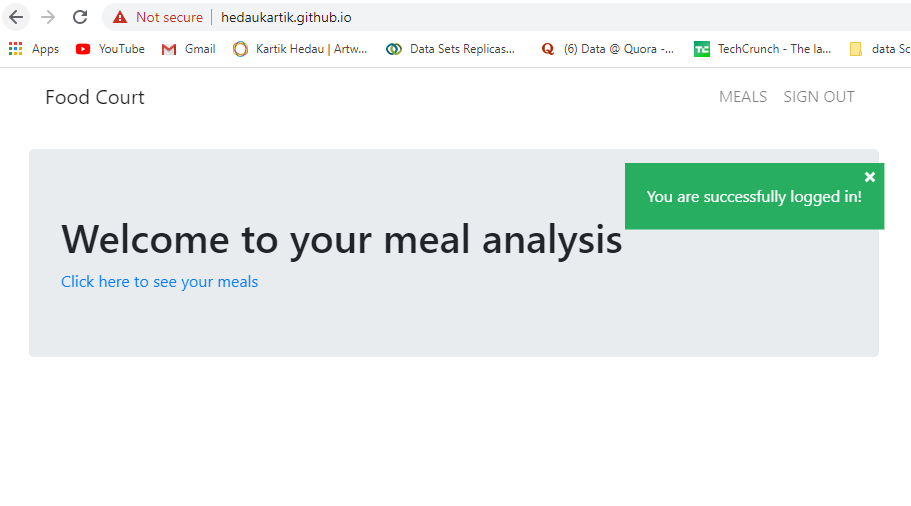 Not secure | hedaukartik.github.io
Apps YouTube Gmail Kartik Hedau | Artw... Data Sets Replicas... (6) Data @ Quora -... TechCrunch - The la... data Sc
Food Court MEALS SIGN OUT
You are successfully logged in!
Welcome to your meal analysis
Click here to see your meals